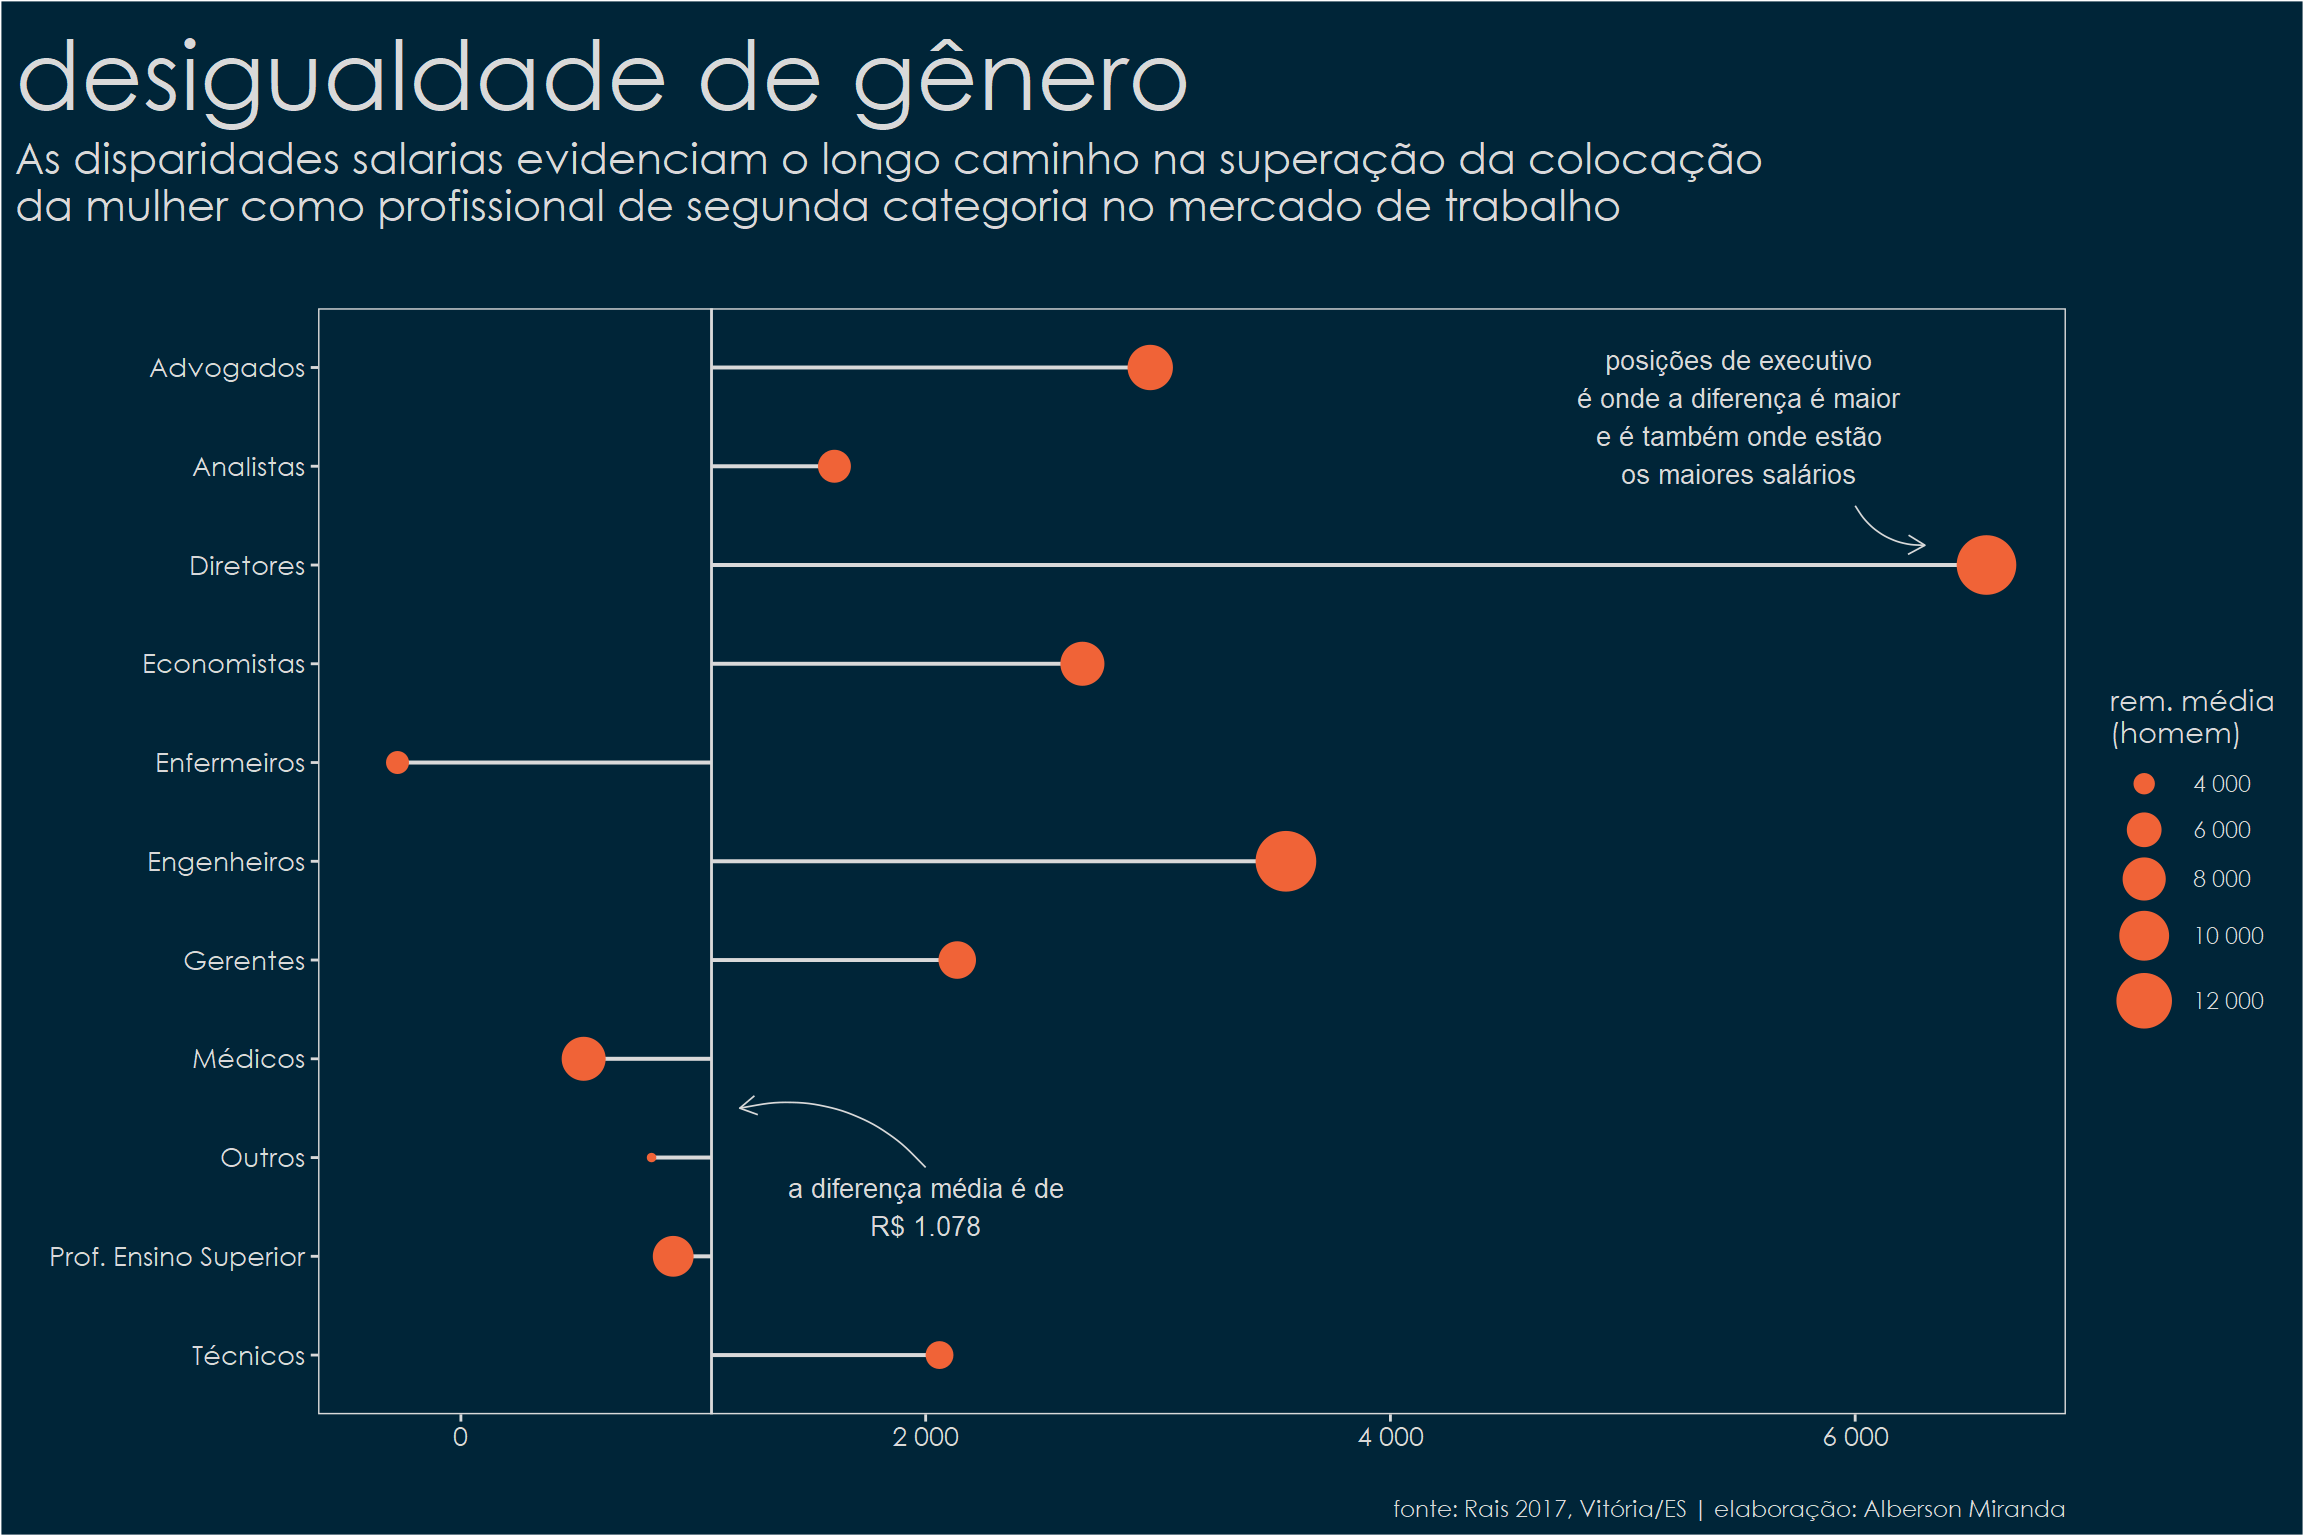 desigualdade de gênero
As disparidades salarias evidenciam o longo caminho na superação da colocação
da mulher como profissional de segunda categoria no mercado de trabalho
Advogados
Analistas
Diretores
Economistas
Enfermeiros
Engenheiros
Gerentes
Médicos
Outros
Prof. Ensino Superior
Técnicos
posições de executivo
é onde a diferença é maior
e é também onde estão
os maiores salários
a diferença média é de
R$ 1.078
0
2 000
4 000
6 000
rem. média
(homem)
4 000
6 000
8 000
10 000
12 000
fonte: Rais 2017, Vitória/ES | elaboração: Alberson Miranda